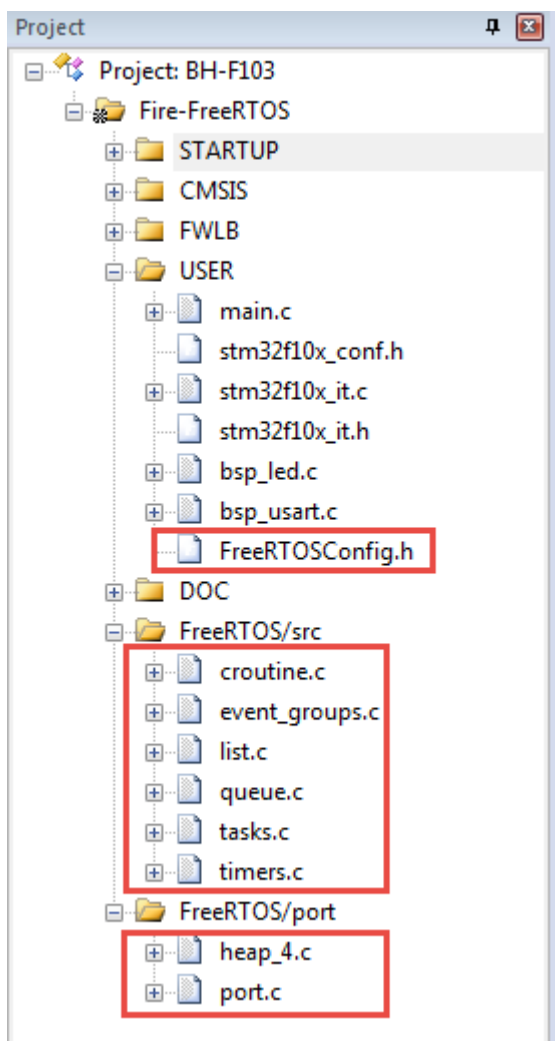 Project
Project: BH-F103
Fire-FreeRTOS
STARTUP
CMSIS
FWLB
USER
main.c
stm32f10x_conf.h
stm32f10x_it.c
stm32f10x_it.h
bsp_led.c
bsp_usart.c
FreeRTOSConfig.h
DOC
FreeRTOS/src
croutine.c
event_groups.c
list.c
queue.c
tasks.c
timers.c
FreeRTOS/port
heap_4.c
port.c